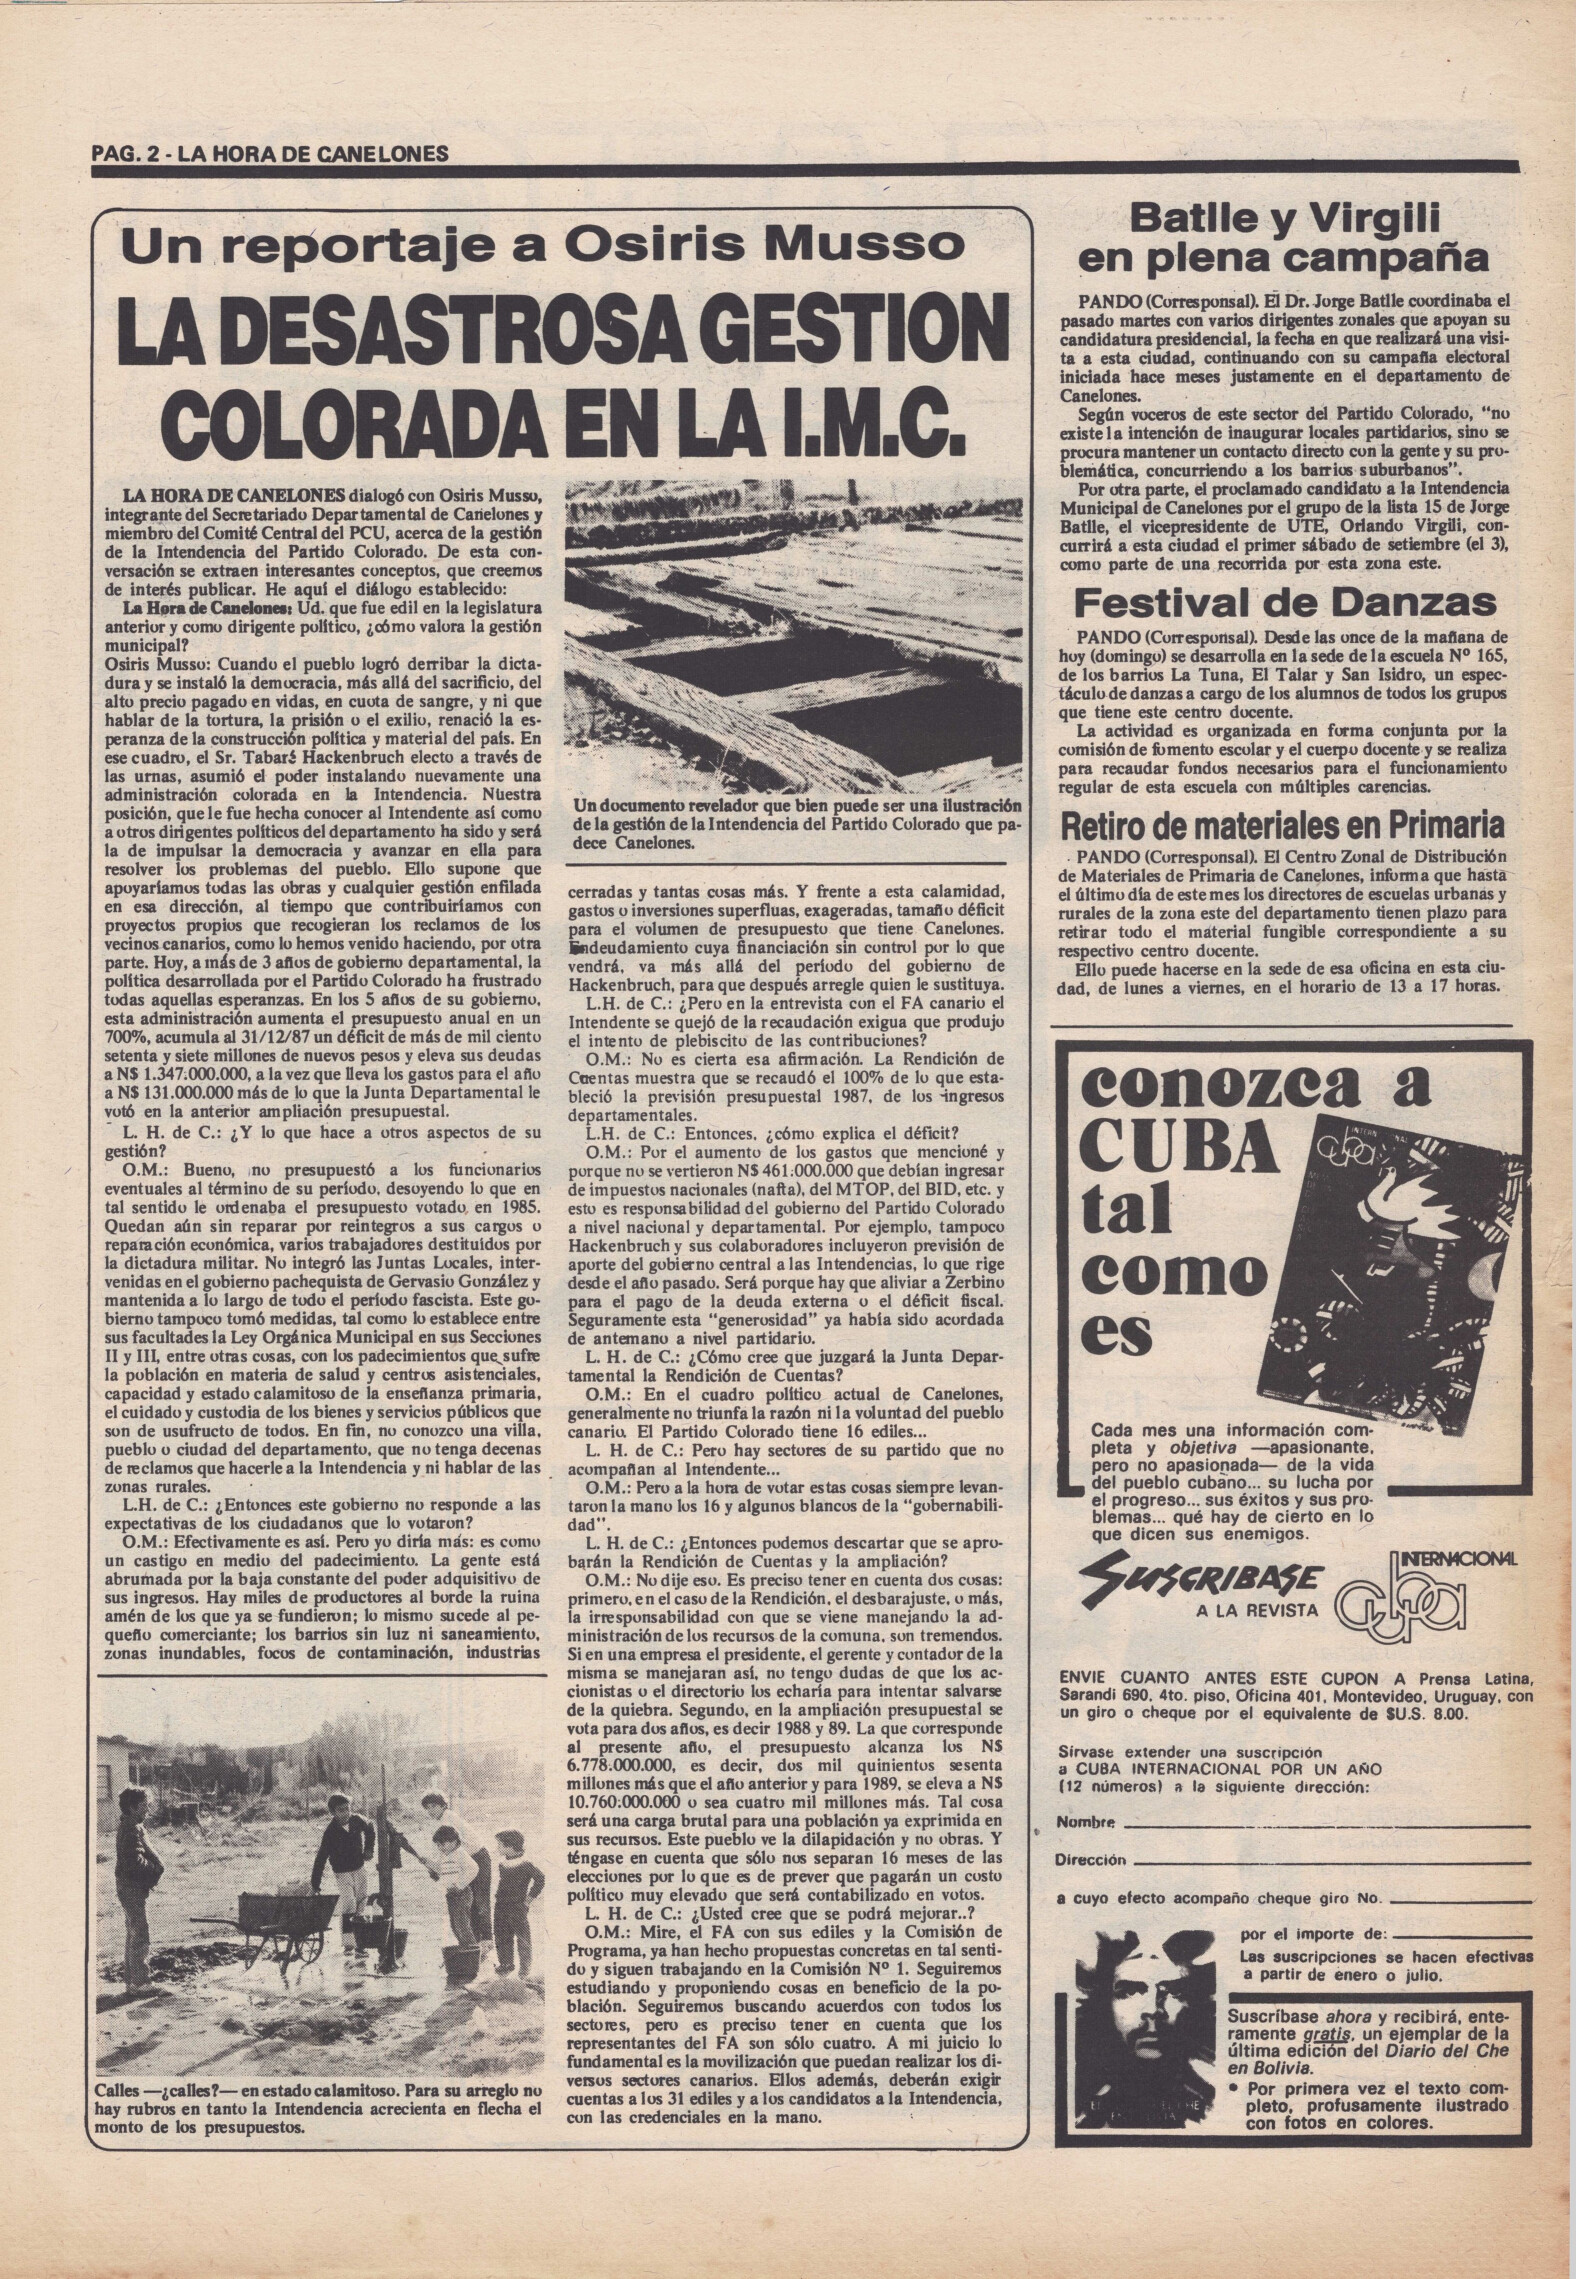 PAG. 2 - LA HORA DE CANELONES
Un reportaje a Osiris Musso
LA DESASTROSA GESTION
COLORADA EN LA I.M.C.
LA HORA DE CANELONES dialogó con Osiris Musso,
integrante del Secretariado Departamental de Canelones y
miembro del Comité Central del PCU, acerca de la gestión
de la Intendencia del Partido Colorado. De esta con-
versación se extraen interesantes conceptos, que creemos
de interés publicar. He aquí el diálogo establecido:
La Hora de Canelones: Ud. que fue edil en la legislatura
anterior y como dirigente político, ¿cómo valora la gestión
municipal?
Osiris Musso: Cuando el pueblo logró derribar la dicta-
dura y se instaló la democracia, más allá del sacrificio, del
alto precio pagado en vidas, en cuota de sangre, y ni que
hablar de la tortura, la prisión o el exilio, renació la es-
peranza de la construcción política y material del país. En
ese cuadro, el Sr. Tabaré Hackenbruch electo a través de
las urnas, asumió el poder instalando nuevamente una
administración colorada en la Intendencia. Nuestra
posición, que le fue hecha conocer al Intendente así como
a otros dirigentes políticos del departamento ha sido y será
la de impulsar la democracia y avanzar en ella para
resolver los problemas del pueblo. Ello supone que
apoyaríamos todas las obras y cualquier gestión enfilada
en esa dirección, al tiempo que contribuiríamos con
proyectos propios que recogieran los reclamos de los
vecinos canarios, como lo hemos venido haciendo, por otra
parte. Hoy, a más de 3 años de gobierno departamental, la
política desarrollada por el Partido Colorado ha frustrado
todas aquellas esperanzas. En los 5 años de su gobierno,
esta administración aumenta el presupuesto anual en un
700%, acumula al 31/12/87 un déficit de más de mil ciento
setenta y siete millones de nuevos pesos y eleva sus deudas
a N$ 1.347:000.000, a la vez que lleva los gastos para el año
a N$ 131.000.000 más de lo que la Junta Departamental le
votó en la anterior ampliación presupuestal.
L. H. de C.: ¿Y lo que hace a otros aspectos de su
gestión?
O.M.: Bueno, no presupuestó a los funcionarios
eventuales al término de su período, desoyendo lo que en
tal sentido le ordenaba el presupuesto votado en 1985.
Quedan aún sin reparar por reintegros a sus cargos o
reparación económica, varios trabajadores destituidos por
la dictadura militar. No integró las Juntas Locales, inter-
venidas en el gobierno pachequista de Gervasio González y
mantenida a lo largo de todo el período fascista. Este go-
bierno tampoco tomó medidas, tal como lo establece entre
sus facultades la Ley Orgánica Municipal en sus Secciones
II y III, entre otras cosas, con los padecimientos que sufre
la población en materia de salud y centros asistenciales,
capacidad y estado calamitoso de la enseñanza primaria,
el cuidado y custodia de los bienes y servicios públicos que
son de usufructo de todos. En fin, no conozco una villa,
pueblo o ciudad del departamento, que no tenga decenas
de reclamos que hacerle a la Intendencia y ni hablar de las
zonas rurales.
L.H. de C.: ¿Entonces este gobierno no responde a las
expectativas de los ciudadanos que lo votaron?
O.M.: Efectivamente es así. Pero yo diría más: es como
un castigo en medio del padecimiento. La gente está
abrumada por la baja constante del poder adquisitivo de
sus ingresos. Hay miles de productores al borde la ruina
amén de los que ya se fundieron; lo mismo sucede al pe-
queño comerciante; los barrios sin luz ni saneamiento,
zonas inundables, focos de contaminación, industrias
Calles —¿calles?— en estado calamitoso. Para su arreglo no
hay rubros en tanto la Intendencia acrecienta en flecha el
monto de los presupuestos.
Un documento revelador que bien puede ser una ilustración
de la gestión de la Intendencia del Partido Colorado que pa-
dece Canelones.
cerradas y tantas cosas más. Y frente a esta calamidad,
gastos o inversiones superfluas, exageradas, tamaño déficit
para el volumen de presupuesto que tiene Canelones.
Endeudamiento cuya financiación sin control por lo que
vendrá, va más allá del período del gobierno de
Hackenbruch, para que después arregle quien le sustituya.
L.H. de C.: ¿Pero en la entrevista con el FA canario el
Intendente se quejó de la recaudación exigua que produjo
el intento de plebiscito de las contribuciones?
O.M.: No es cierta esa afirmación. La Rendición de
Cuentas muestra que se recaudó el 100% de lo que esta-
bleció la previsión presupuestal 1987, de los ingresos
departamentales.
L.H. de C.: Entonces, ¿cómo explica el déficit?
O.M.: Por el aumento de los gastos que mencioné y
porque no se vertieron N$ 461:000.000 que debían ingresar
de impuestos nacionales (nafta), del MTOP, del BID, etc. y
esto es responsabilidad del gobierno del Partido Colorado
a nivel nacional y departamental. Por ejemplo, tampoco
Hackenbruch y sus colaboradores incluyeron previsión de
aporte del gobierno central a las Intendencias, lo que rige
desde el año pasado. Será porque hay que aliviar a Zerbino
para el pago de la deuda externa o el déficit fiscal.
Seguramente esta "generosidad" ya había sido acordada
de antemano a nivel partidario.
L. H. de C.: ¿Cómo cree que juzgará la Junta Depar-
tamental la Rendición de Cuentas?
O.M.: En el cuadro político actual de Canelones,
generalmente no triunfa la razón ni la voluntad del pueblo
canario. El Partido Colorado tiene 16 ediles...
L. H. de C.: Pero hay sectores de su partido que no
acompañan al Intendente...
O.M.: Pero a la hora de votar estas cosas siempre levan-
taron la mano los 16 y algunos blancos de la "gobernabili-
dad".
L. H. de C.: ¿Entonces podemos descartar que se apro-
barán la Rendición de Cuentas y la ampliación?
O.M.: No dije eso. Es preciso tener en cuenta dos cosas:
primero, en el caso de la Rendición, el desbarajuste, o más,
la irresponsabilidad con que se viene manejando la ad-
ministración de los recursos de la comuna, son tremendos.
Si en una empresa el presidente, el gerente y contador de la
misma se manejaran así, no tengo dudas de que los ac-
cionistas o el directorio los echaría para intentar salvarse
de la quiebra. Segundo, en la ampliación presupuestal se
vota para dos años, es decir 1988 y 89. La que corresponde
al presente año, el presupuesto alcanza los N$
6.778:000.000, es decir, dos mil quinientos sesenta
millones más que el año anterior y para 1989, se eleva a N$
10.760:000.000 o sea cuatro mil millones más. Tal cosa
será una carga brutal para una población ya exprimida en
sus recursos. Este pueblo ve la dilapidación y no obras. Y
téngase en cuenta que sólo nos separan 16 meses de las
elecciones por lo que es de prever que pagarán un costo
político muy elevado que será contabilizado en votos.
L. H. de C.: ¿Usted cree que se podrá mejorar..?
O.M.: Mire, el FA con sus ediles y la Comisión de
Programa, ya han hecho propuestas concretas en tal senti-
do y siguen trabajando en la Comisión Nº 1. Seguiremos
estudiando y proponiendo cosas en beneficio de la po-
blación. Seguiremos buscando acuerdos con todos los
sectores, pero es preciso tener en cuenta que los
representantes del FA son sólo cuatro. A mi juicio lo
fundamental es la movilización que puedan realizar los di-
versos sectores canarios. Ellos además, deberán exigir
cuentas a los 31 ediles y a los candidatos a la Intendencia,
con las credenciales en la mano.
Batlle y Virgili
en plena campaña
PANDO (Corresponsal). El Dr. Jorge Batlle coordinaba el
pasado martes con varios dirigentes zonales que apoyan su
candidatura presidencial, la fecha en que realizará una visi-
ta a esta ciudad, continuando con su campaña electoral
iniciada hace meses justamente en el departamento de
Canelones.
Según voceros de este sector del Partido Colorado, "no
existe la intención de inaugurar locales partidarios, sino se
procura mantener un contacto directo con la gente y su pro-
blemática, concurriendo a los barrios suburbanos".
Por otra parte, el proclamado candidato a la Intendencia
Municipal de Canelones por el grupo de la lista 15 de Jorge
Batlle, el vicepresidente de UTE, Orlando Virgili, con-
currirá a esta ciudad el primer sábado de setiembre (el 3),
como parte de una recorrida por esta zona este.
Festival de Danzas
PANDO (Corresponsal). Desde las once de la mañana de
hoy (domingo) se desarrolla en la sede de la escuela Nº 165,
de los barrios La Tuna, El Talar y San Isidro, un espec-
táculo de danzas a cargo de los alumnos de todos los grupos
que tiene este centro docente.
La actividad es organizada en forma conjunta por la
comisión de fomento escolar y el cuerpo docente y se realiza
para recaudar fondos necesarios para el funcionamiento
regular de esta escuela con múltiples carencias.
Retiro de materiales en Primaria
PANDO (Corresponsal). El Centro Zonal de Distribución
de Materiales de Primaria de Canelones, informa que hasta
el último día de este mes los directores de escuelas urbanas y
rurales de la zona este del departamento tienen plazo para
retirar todo el material fungible correspondiente a su
respectivo centro docente.
Ello puede hacerse en la sede de esa oficina en esta ciu-
dad, de lunes a viernes, en el horario de 13 a 17 horas.
conozca a
CUBA
tal
como
es
cuba
Cada mes una información com-
pleta y objetiva —apasionante,
pero no apasionada— de la vida
del pueblo cubano... su lucha por
el progreso... sus éxitos y sus pro-
blemas... qué hay de cierto en lo
que dicen sus enemigos.
SUSCRIBASE
A LA REVISTA
INTERNACIONAL
cuba
ENVIE CUANTO ANTES ESTE CUPON A Prensa Latina,
Sarandi 690, 4to. piso, Oficina 401, Montevideo, Uruguay, con
un giro o cheque por el equivalente de $U.S. 8.00.
Sírvase extender una suscripción
a CUBA INTERNACIONAL POR UN AÑO
(12 números) a la siguiente dirección:
Nombre
Dirección
a cuyo efecto acompaño cheque giro No.
por el importe de:
Las suscripciones se hacen efectivas
a partir de enero o julio.
Suscríbase ahora y recibirá, ente-
ramente gratis, un ejemplar de la
última edición del Diario del Che
en Bolivia.
• Por primera vez el texto com-
pleto, profusamente ilustrado
con fotos en colores.